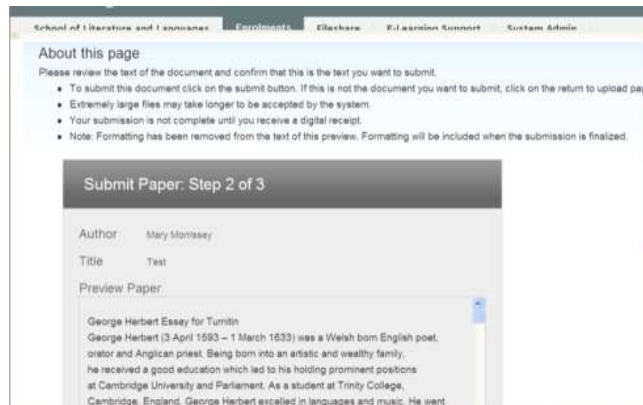 School of Literature and Languages Enrolments Fileshare E-Learning Support System Admin
About this page
Please review the text of the document and confirm that this is the text you want to submit.
To submit this document click on the submit button. If this is not the document you want to submit, click on the return to upload pa
Extremely large files may take longer to be accepted by the system.
Your submission is not complete until you receive a digital receipt.
Note: Formatting has been removed from the text of this preview. Formatting will be included when the submission is finalized.
Submit Paper: Step 2 of 3
Author Mary Morrissey
Title Test
Preview Paper
George Herbert Essay for Turnitin
George Herbert (3 April 1593 – 1 March 1633) was a Welsh born English poet,
orator and Anglican priest. Being born into an artistic and wealthy family,
he received a good education which led to his holding prominent positions
at Cambridge University and Parliament. As a student at Trinity College,
Cambridge, England, George Herbert excelled in languages and music. He went